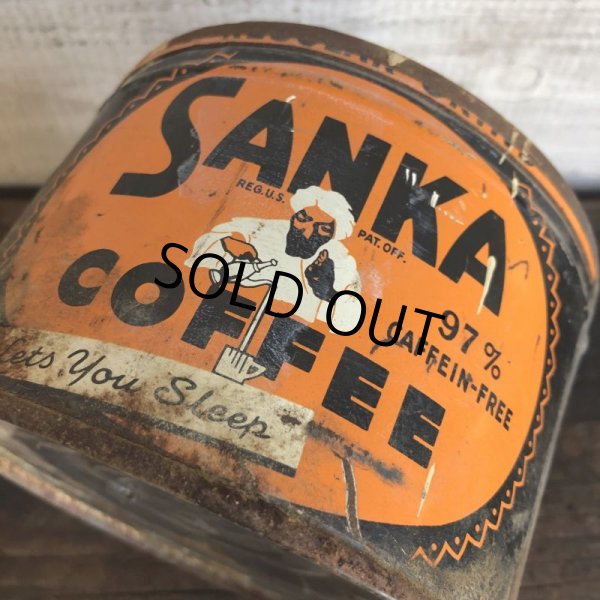 SANKA
REG. U.S. PAT. OFF.
COFFEE
97%
CAFFEIN-FREE
Lets You Sleep
SOLD OUT